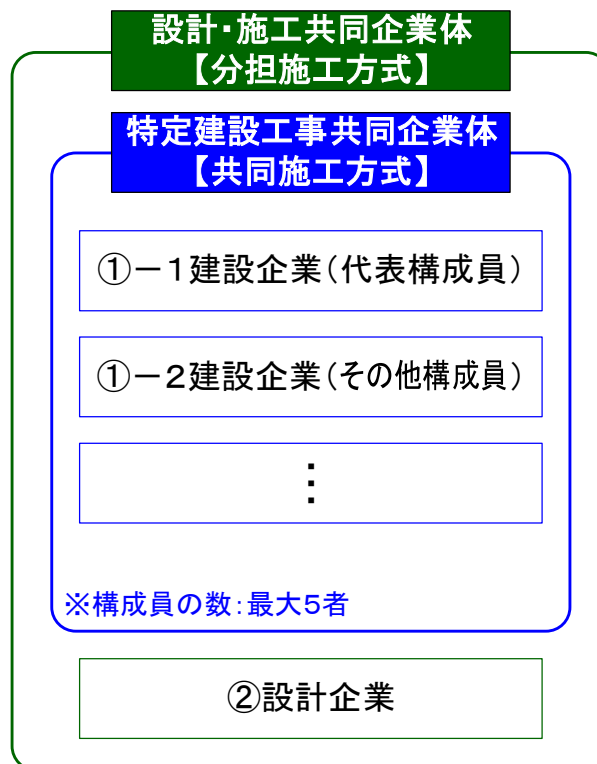 設計・施工共同企業体
【分担施工方式】
特定建設工事共同企業体
【共同施工方式】
①－1建設企業(代表構成員)
①－2建設企業(その他構成員)
⋮
※構成員の数:最大5者
②設計企業